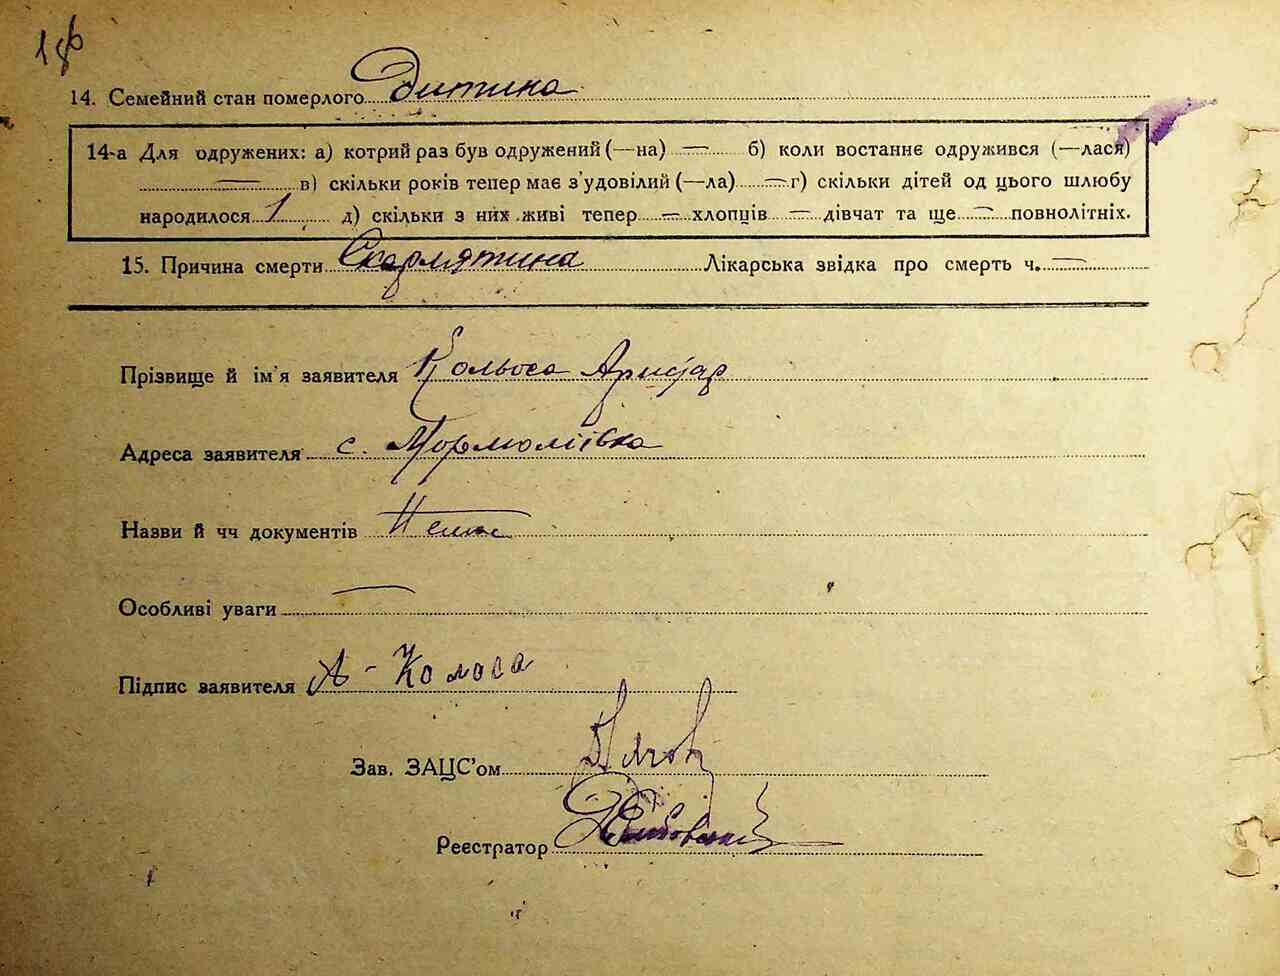 14. Семейний стан померлого Дитина
14-а Для одружених: а) котрий раз був одружений (—на) — б) коли востаннє одружився (—лася)
— в) скільки років тепер має з’удовілий (—ла) — г) скільки дітей од цього шлюбу
народилося 1 д) скільки з них живі тепер — хлопців — дівчат та ще — повнолітніх.
15. Причина смерти Скарлятина Лікарська звідка про смерть ч. —
Прізвище й ім’я заявителя Кольоса
Адреса заявителя с. Мормоліївка
Назви й чч документів Немає
Особливі уваги —
Підпис заявителя А - Колоса
Зав. ЗАЦС’ом
Реєстратор